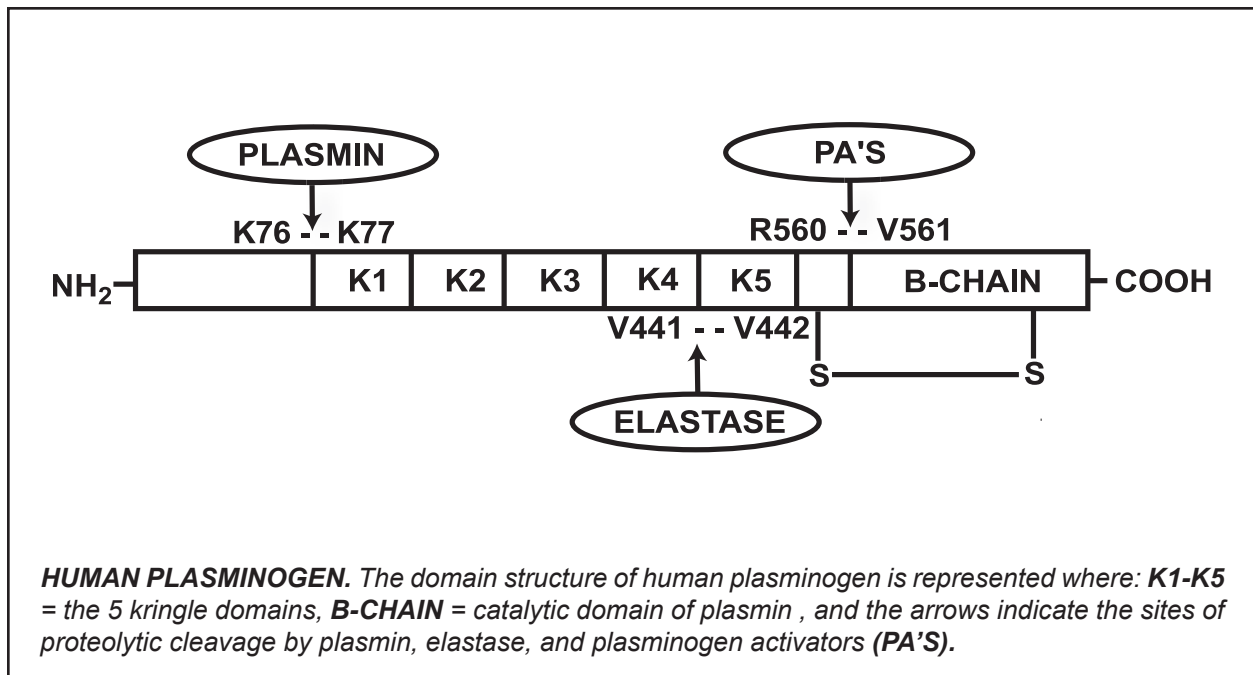 PLASMIN
PA'S
K76 - - K77
R560 - - V561
NH2
K1
K2
K3
K4
K5
B-CHAIN
COOH
V441 - - V442
S
S
ELASTASE
HUMAN PLASMINOGEN. The domain structure of human plasminogen is represented where: K1-K5
= the 5 kringle domains, B-CHAIN = catalytic domain of plasmin , and the arrows indicate the sites of
proteolytic cleavage by plasmin, elastase, and plasminogen activators (PA’S).